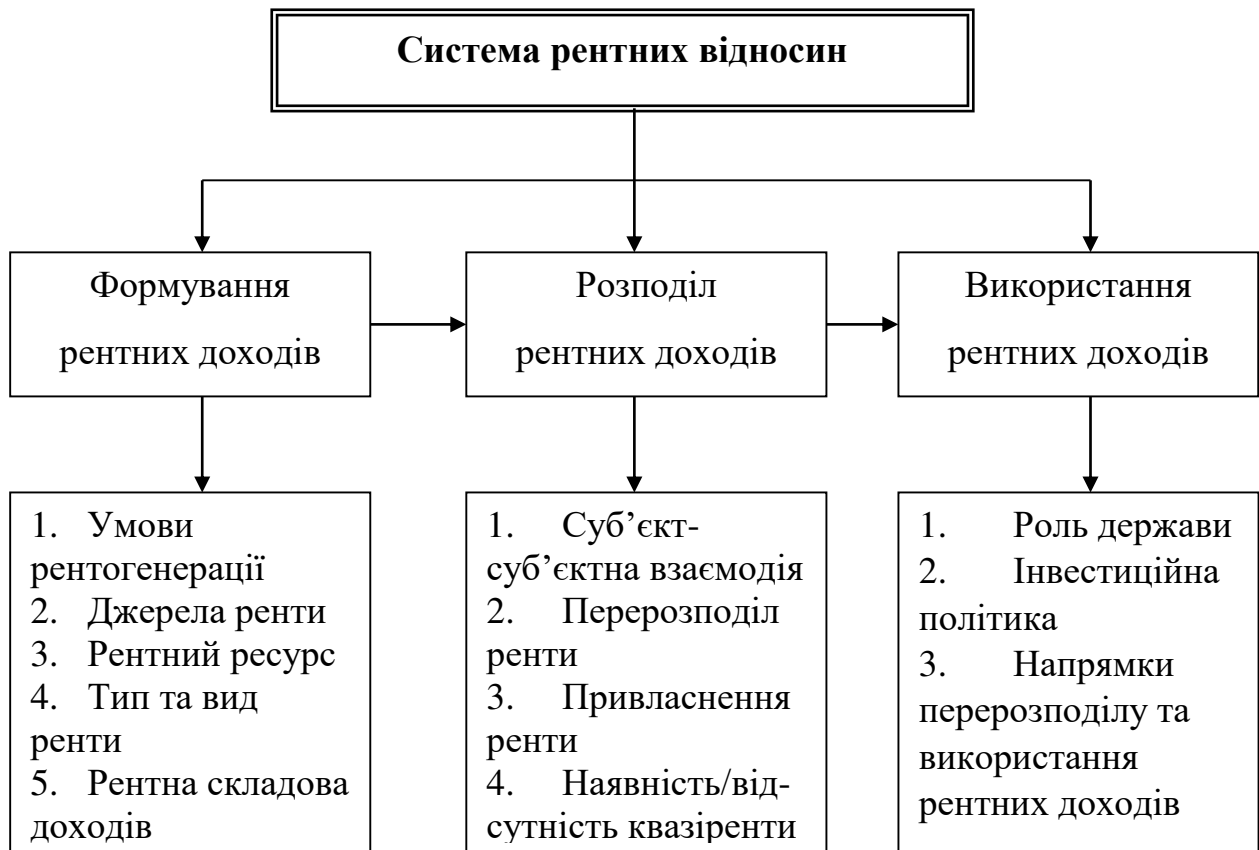 Система рентних відносин
Формування
рентних доходів
Розподіл
рентних доходів
Використання
рентних доходів
1. Умови
рентогенерації
2. Джерела ренти
3. Рентний ресурс
4. Тип та вид
ренти
5. Рентна складова
доходів
1. Суб’єкт-
суб’єктна взаємодія
2. Перерозподіл
ренти
3. Привласнення
ренти
4. Наявність/від-
сутність квазіренти
1. Роль держави
2. Інвестиційна
політика
3. Напрямки
перерозподілу та
використання
рентних доходів